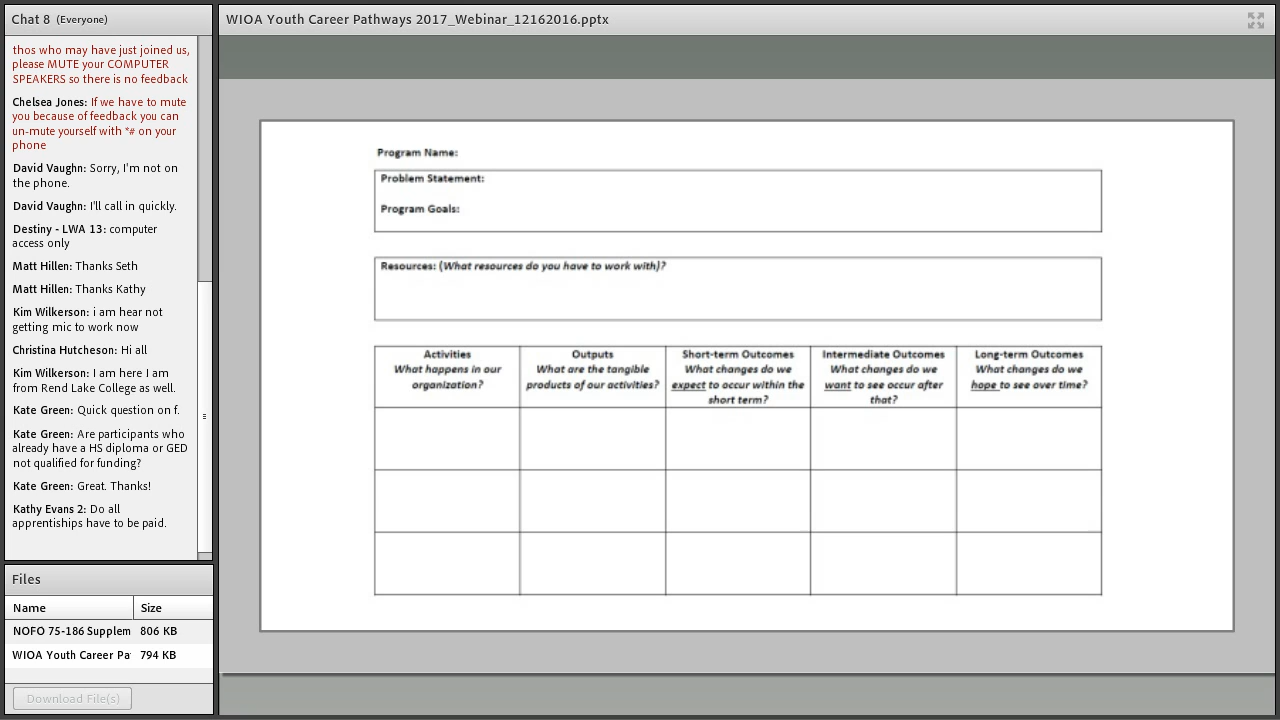 Chat 8 (Everyone)
thos who may have just joined us,
please MUTE your COMPUTER
SPEAKERS so there is no feedback
Chelsea Jones: If we have to mute
you because of feedback you can
un-mute yourself with *# on your
phone
David Vaughn: Sorry, I'm not on
the phone.
David Vaughn: I'll call in quickly.
Destiny - LWA 13: computer
access only
Matt Hillen: Thanks Seth
Matt Hillen: Thanks Kathy
Kim Wilkerson: i am hear not
getting mic to work now
Christina Hutcheson: Hi all
Kim Wilkerson: I am here I am
from Rend Lake College as well.
Kate Green: Quick question on f.
Kate Green: Are participants who
already have a HS diploma or GED
not qualified for funding?
Kate Green: Great. Thanks!
Kathy Evans 2: Do all
apprentiships have to be paid.
Files
Name Size
NOFO 75-186 Supplem 806 KB
WIOA Youth Career Pa 794 KB
Download File(s)
WIOA Youth Career Pathways 2017_Webinar_12162016.pptx
Program Name:
Problem Statement:
Program Goals:
Resources: (What resources do you have to work with)?
Activities
What happens in our
organization?
Outputs
What are the tangible
products of our activities?
Short-term Outcomes
What changes do we
expect to occur within the
short term?
Intermediate Outcomes
What changes do we
want to see occur after
that?
Long-term Outcomes
What changes do we
hope to see over time?